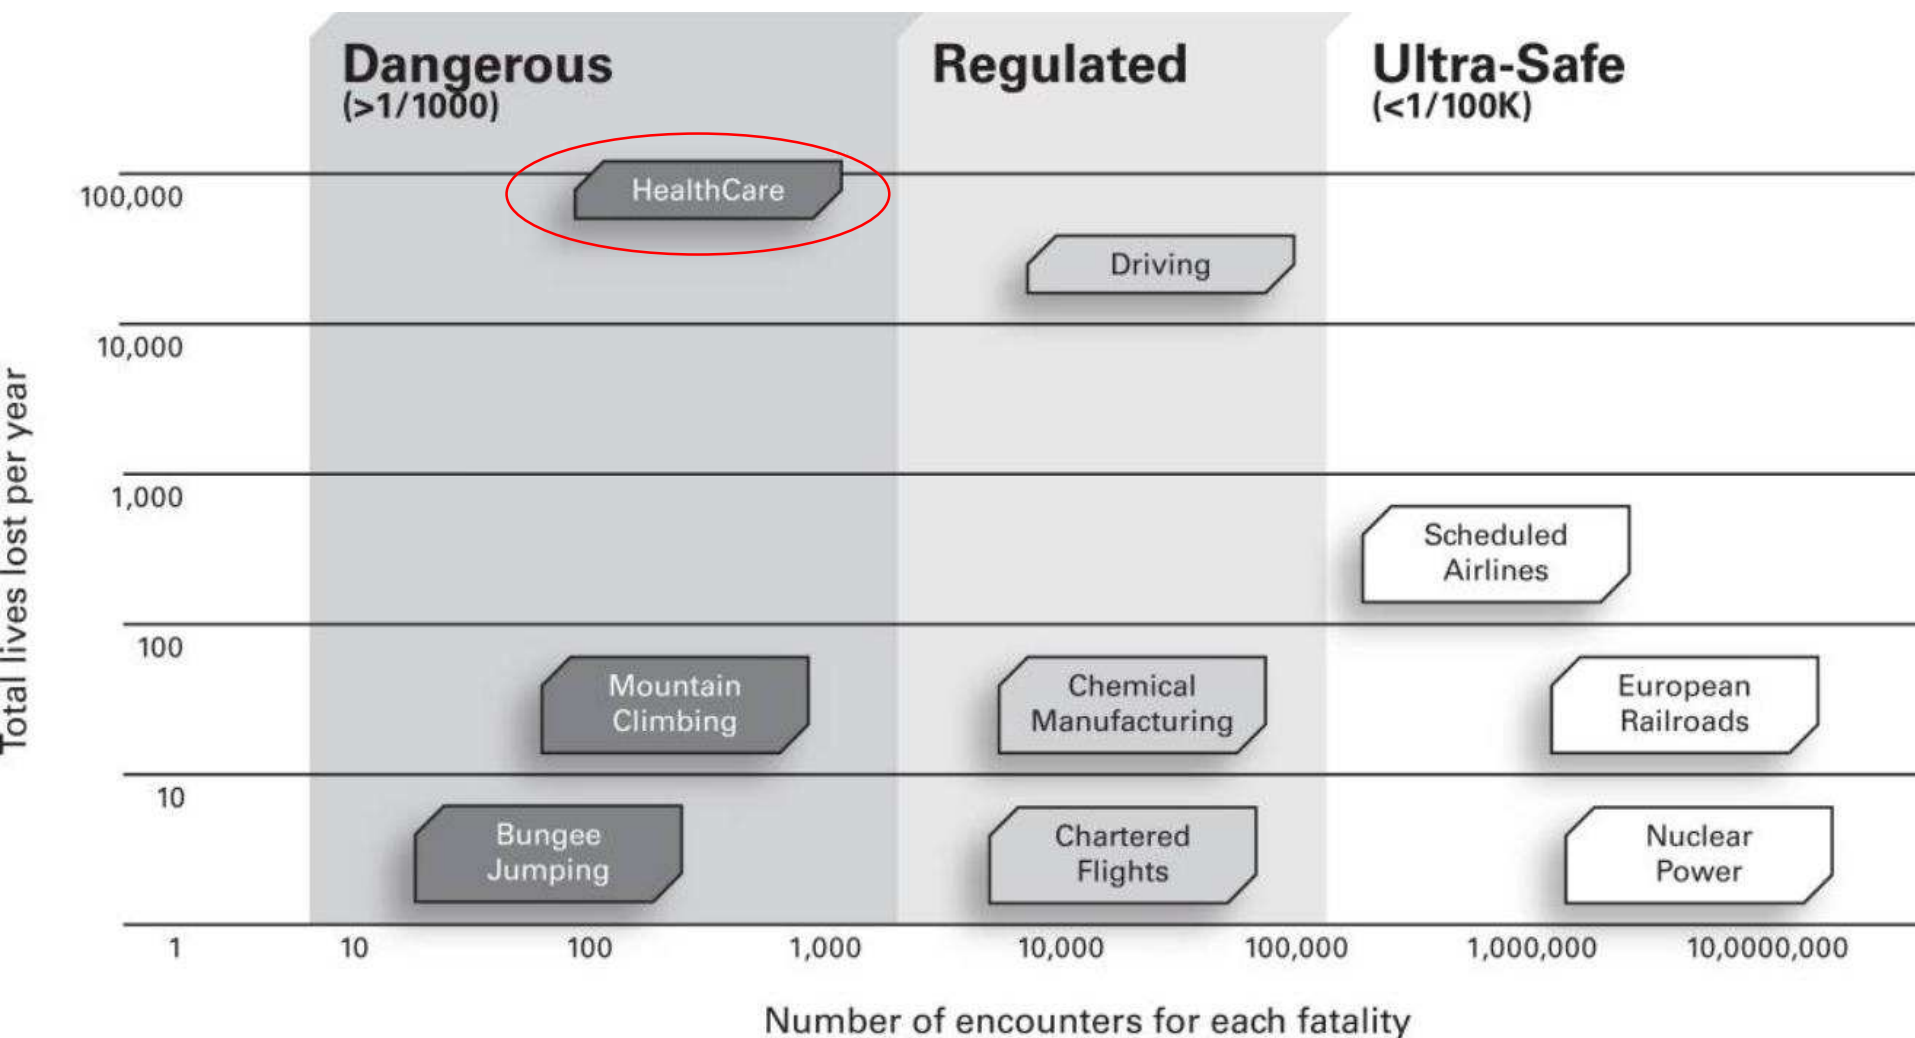 Dangerous
(>1/1000)
Regulated
Ultra-Safe
(<1/100K)
100,000
HealthCare
Driving
10,000
1,000
Scheduled
Airlines
100
Mountain
Climbing
Chemical
Manufacturing
European
Railroads
10
Bungee
Jumping
Chartered
Flights
Nuclear
Power
1
10
100
1,000
10,000
100,000
1,000,000
10,0000,000
Total lives lost per year
Number of encounters for each fatality